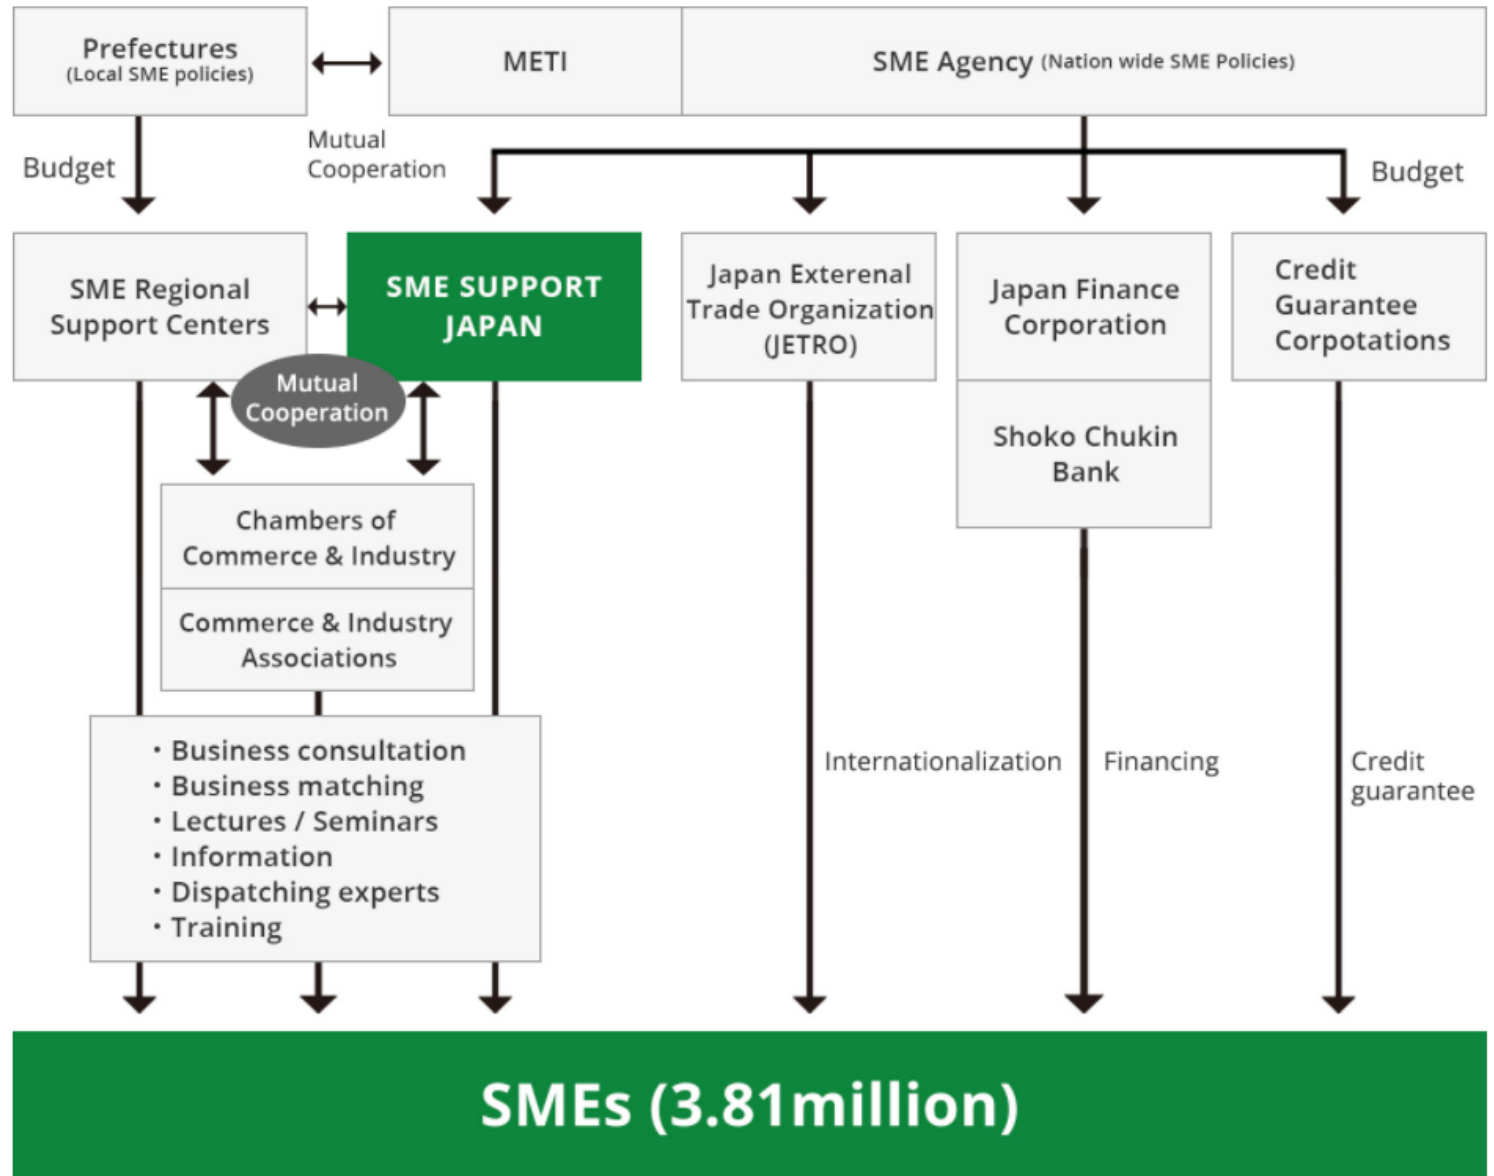 Prefectures
(Local SME policies)
METI
SME Agency (Nation wide SME Policies)
Budget
Mutual
Cooperation
Budget
SME Regional
Support Centers
SME SUPPORT
JAPAN
Japan Exterenal
Trade Organization
(JETRO)
Japan Finance
Corporation
Credit
Guarantee
Corpotations
Mutual
Cooperation
Shoko Chukin
Bank
Chambers of
Commerce & Industry
Commerce & Industry
Associations
・Business consultation
・Business matching
・Lectures / Seminars
・Information
・Dispatching experts
・Training
Internationalization
Financing
Credit
guarantee
SMEs (3.81million)